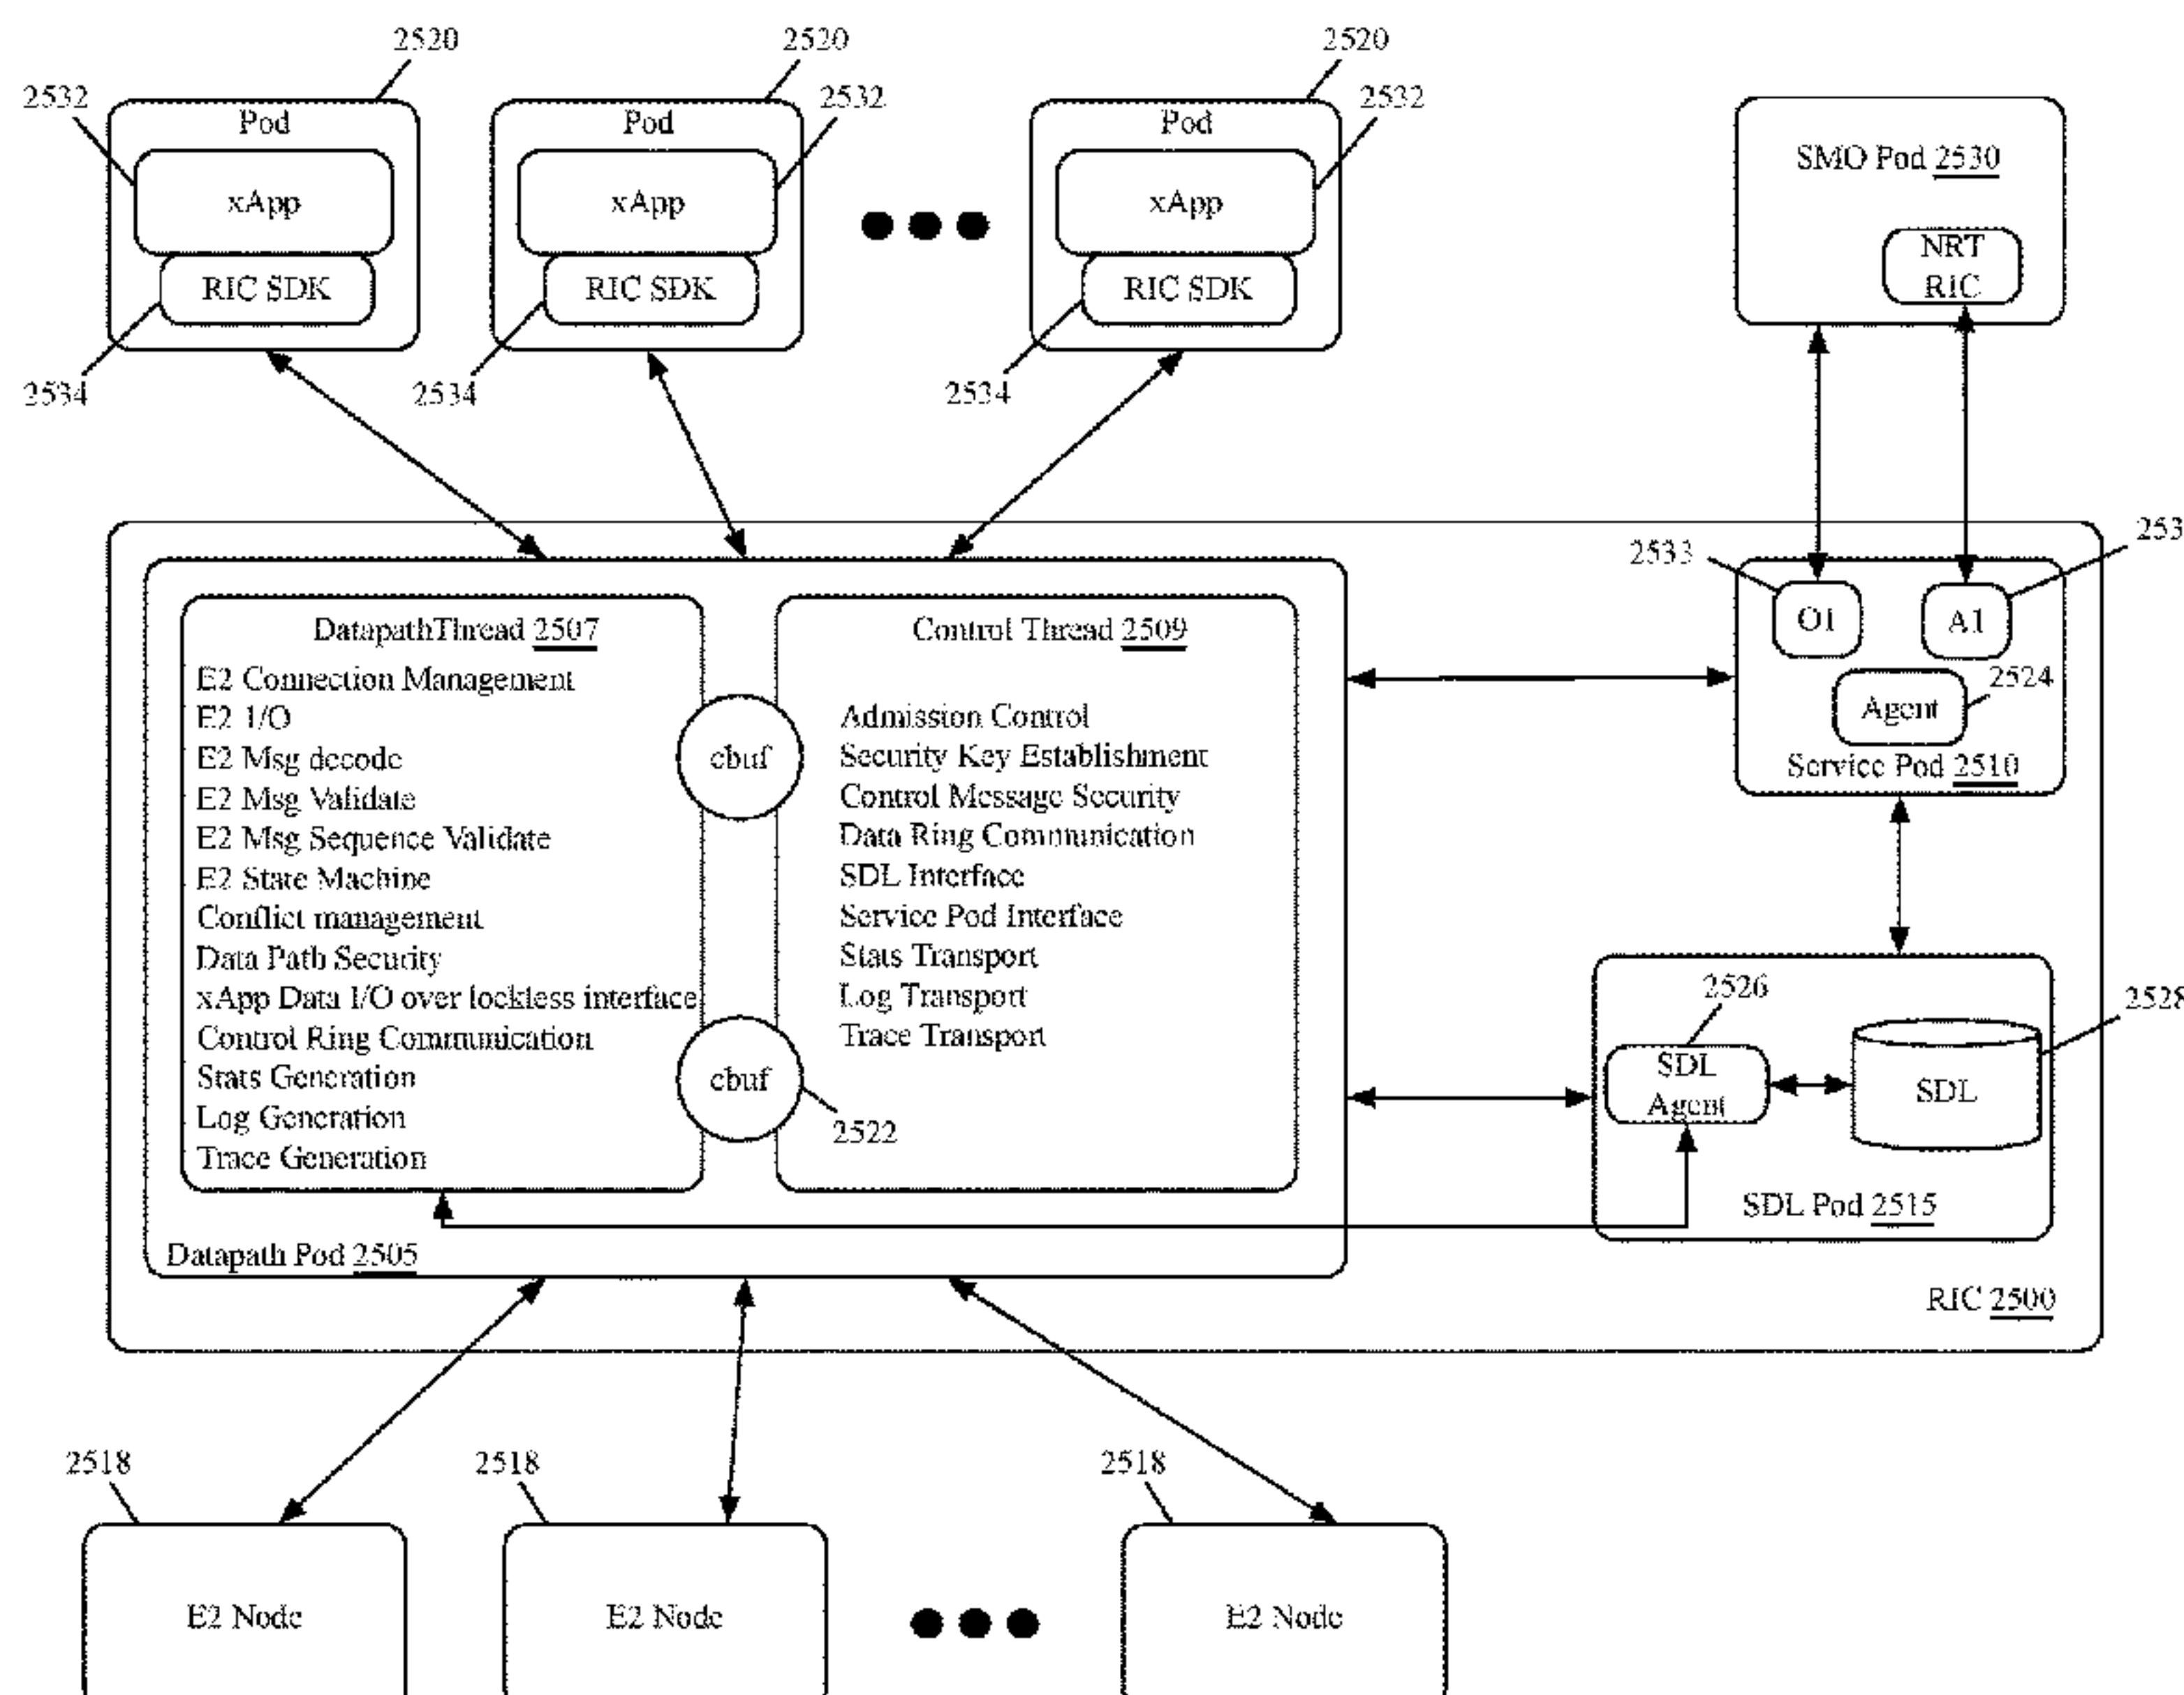 2520 2520 2520
2532 2532 2532
Pod Pod Pod
xApp xApp xApp
RIC SDK RIC SDK RIC SDK
2534 2534 2534
SMO Pod 2530
NRT
RIC
2533
O1 A1
2524
Agent
Service Pod 2510
DatapathThread 2507
E2 Connection Management
E2 I/O
E2 Msg decode
E2 Msg Validate
E2 Msg Sequence Validate
E2 State Machine
Conflict management
Data Path Security
xApp Data I/O over lockless interface
Control Ring Communication
Stats Generation
Log Generation
Trace Generation
cbuf
cbuf
2522
Control Thread 2509
Admission Control
Security Key Establishment
Control Message Security
Data Ring Communication
SDL Interface
Service Pod Interface
Stats Transport
Log Transport
Trace Transport
2526
2528
SDL
Agent
SDL
SDL Pod 2515
Datapath Pod 2505
RIC 2500
2518 2518 2518
E2 Node E2 Node E2 Node